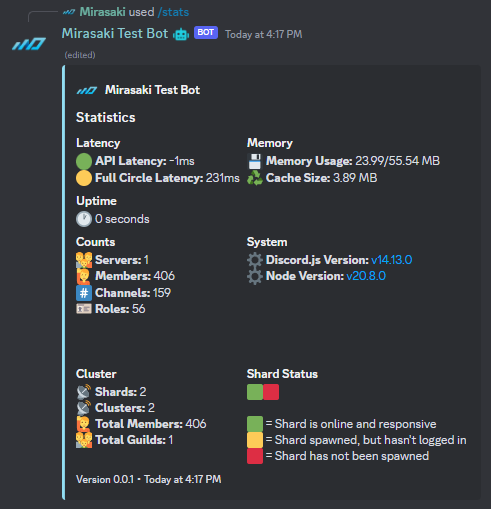 Mirasaki used /stats
Mirasaki Test Bot BOT Today at 4:17 PM
(edited)
Mirasaki Test Bot
Statistics
Latency
API Latency: -1ms
Full Circle Latency: 231ms
Memory
Memory Usage: 23.99/55.54 MB
Cache Size: 3.89 MB
Uptime
0 seconds
Counts
Servers: 1
Members: 406
# Channels: 159
Roles: 56
System
Discord.js Version: v14.13.0
Node Version: v20.8.0
Cluster
Shards: 2
Clusters: 2
Total Members: 406
Total Guilds: 1
Shard Status
= Shard is online and responsive
= Shard spawned, but hasn't logged in
= Shard has not been spawned
Version 0.0.1 • Today at 4:17 PM